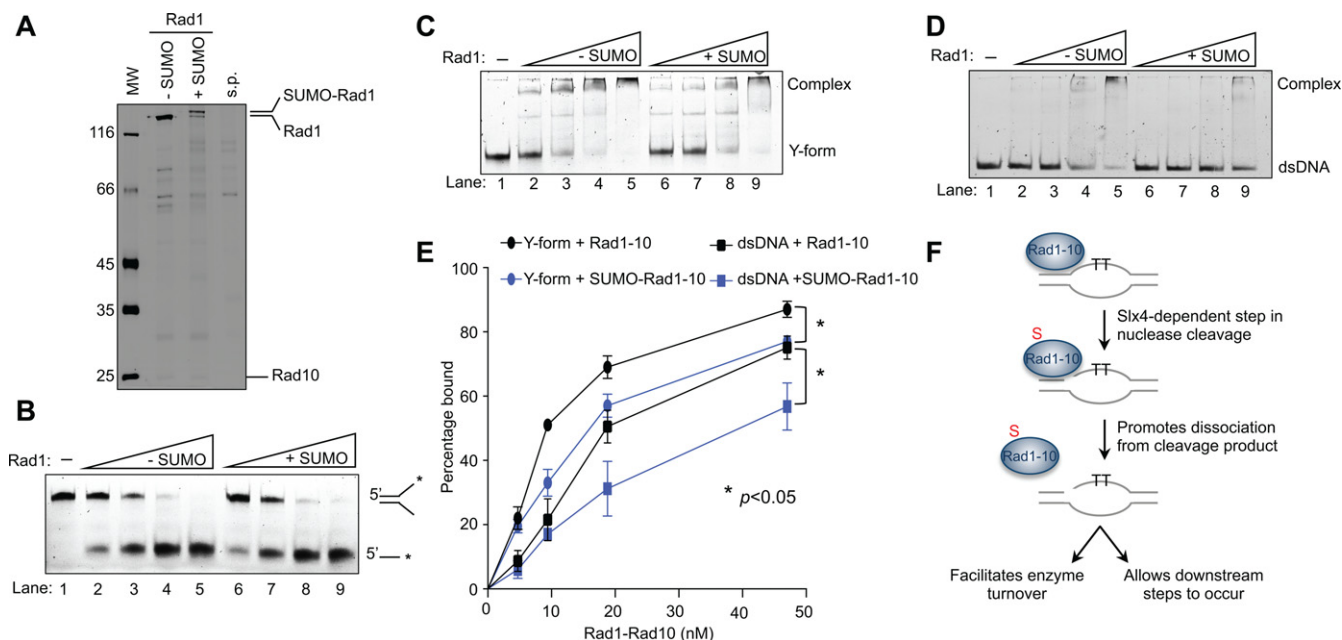 A
Rad1
MW
- SUMO
+ SUMO
s.p.
SUMO-Rad1
Rad1
116
66
45
35
25
Rad10
B
Rad1: – - SUMO + SUMO
5’ *
5’ *
Lane: 1 2 3 4 5 6 7 8 9
C
Rad1: – - SUMO + SUMO
Complex
Y-form
Lane: 1 2 3 4 5 6 7 8 9
D
Rad1: – - SUMO + SUMO
Complex
dsDNA
Lane: 1 2 3 4 5 6 7 8 9
E
Y-form + Rad1-10 dsDNA + Rad1-10
Y-form + SUMO-Rad1-10 dsDNA +SUMO-Rad1-10
Percentage bound
100
80
60
40
20
0
*
*
* p<0.05
0 10 20 30 40 50
Rad1-Rad10 (nM)
F
Rad1-10
TT
Slx4-dependent step in
nuclease cleavage
S
Rad1-10
TT
Promotes dissociation
from cleavage product
S
Rad1-10
TT
Facilitates enzyme
turnover
Allows downstream
steps to occur